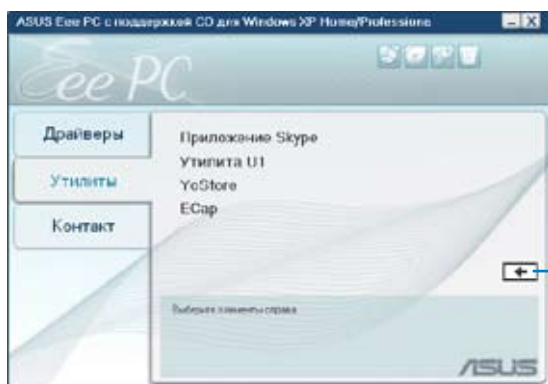 ASUS Eee PC с поддержкой CD для Windows XP Home/Professiona
Eee PC
Драйверы
Утилиты
Контакт
Приложение Skype
Утилита U1
YoStore
ECap
Выберите элементы справа
ASUS